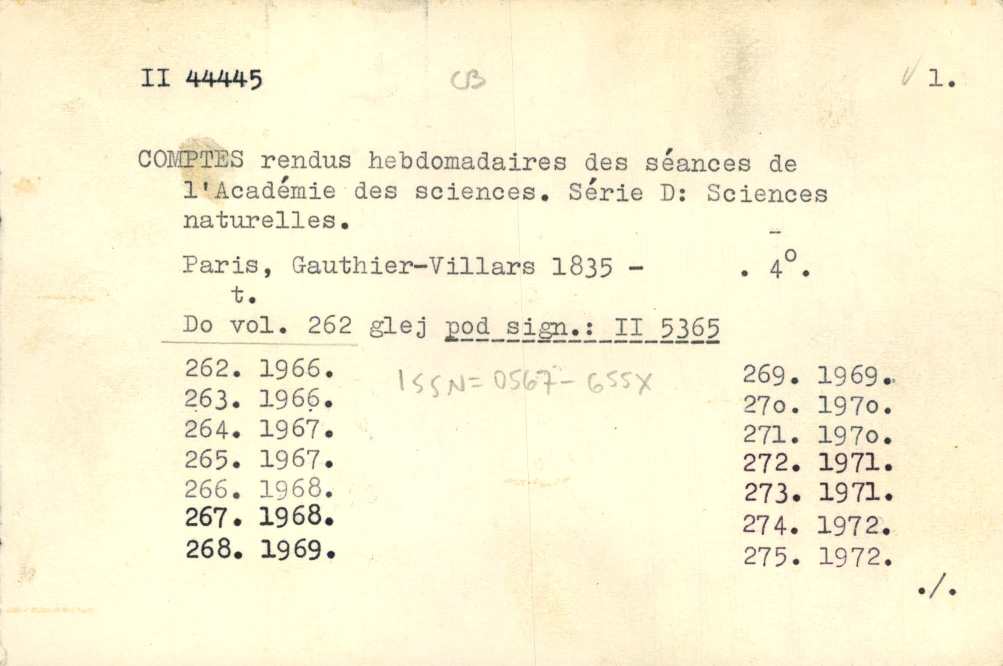 II 44445 CB √ 1.
COMPTES rendus hebdomadaires des séances de
l'Académie des sciences. Série D: Sciences
naturelles.
Paris, Gauthier-Villars 1835 - . 4°.
t.
Do vol. 262 glej pod sign.: II 5365
ISSN = 0567-655X
262. 1966.
263. 1966.
264. 1967.
265. 1967.
266. 1968.
267. 1968.
268. 1969.
269. 1969.
270. 1970.
271. 1970.
272. 1971.
273. 1971.
274. 1972.
275. 1972.
./.